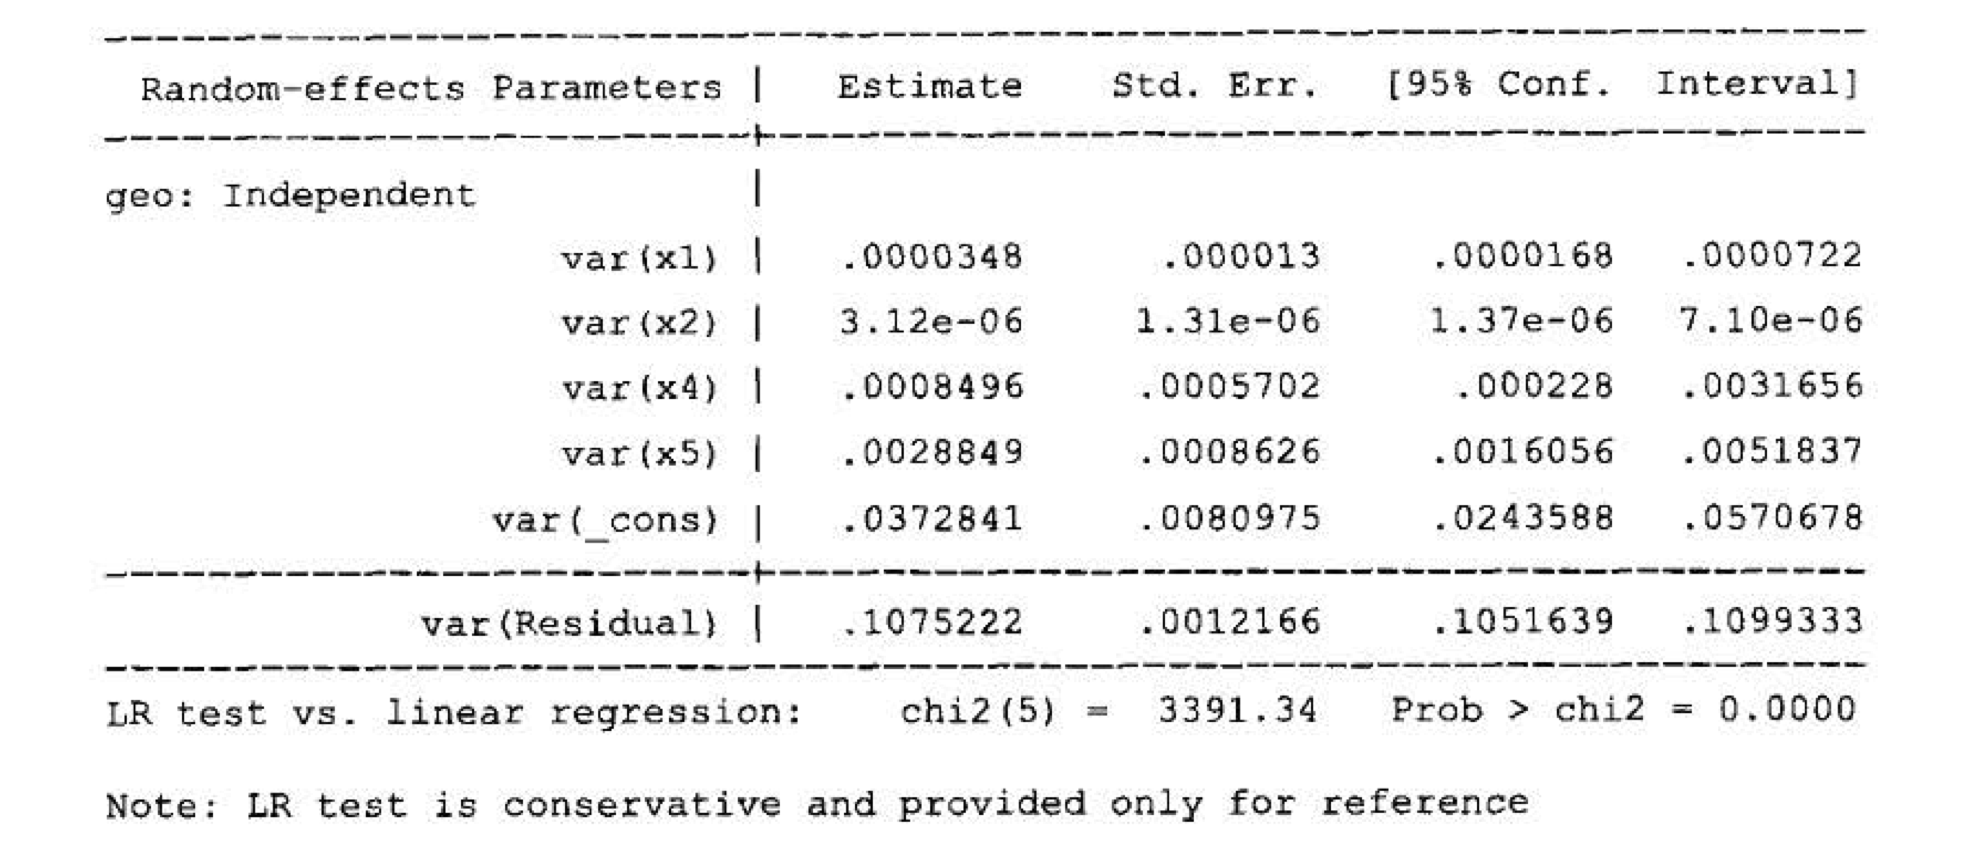 Random-effects Parameters | Estimate Std. Err. [95% Conf. Interval]
geo: Independent |
var(x1) | .0000348 .000013 .0000168 .0000722
var(x2) | 3.12e-06 1.31e-06 1.37e-06 7.10e-06
var(x4) | .0008496 .0005702 .000228 .0031656
var(x5) | .0028849 .0008626 .0016056 .0051837
var(_cons) | .0372841 .0080975 .0243588 .0570678
var(Residual) | .1075222 .0012166 .1051639 .1099333
LR test vs. linear regression: chi2(5) = 3391.34 Prob > chi2 = 0.0000
Note: LR test is conservative and provided only for reference